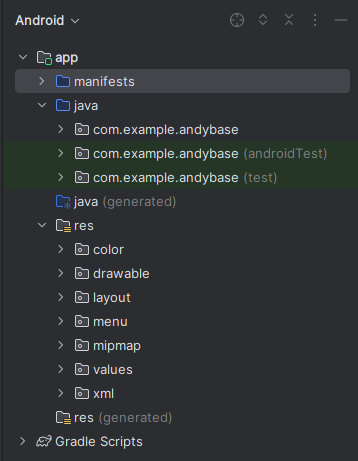 Android
app
manifests
java
com.example.andybase
com.example.andybase (androidTest)
com.example.andybase (test)
java (generated)
res
color
drawable
layout
menu
mipmap
values
xml
res (generated)
Gradle Scripts